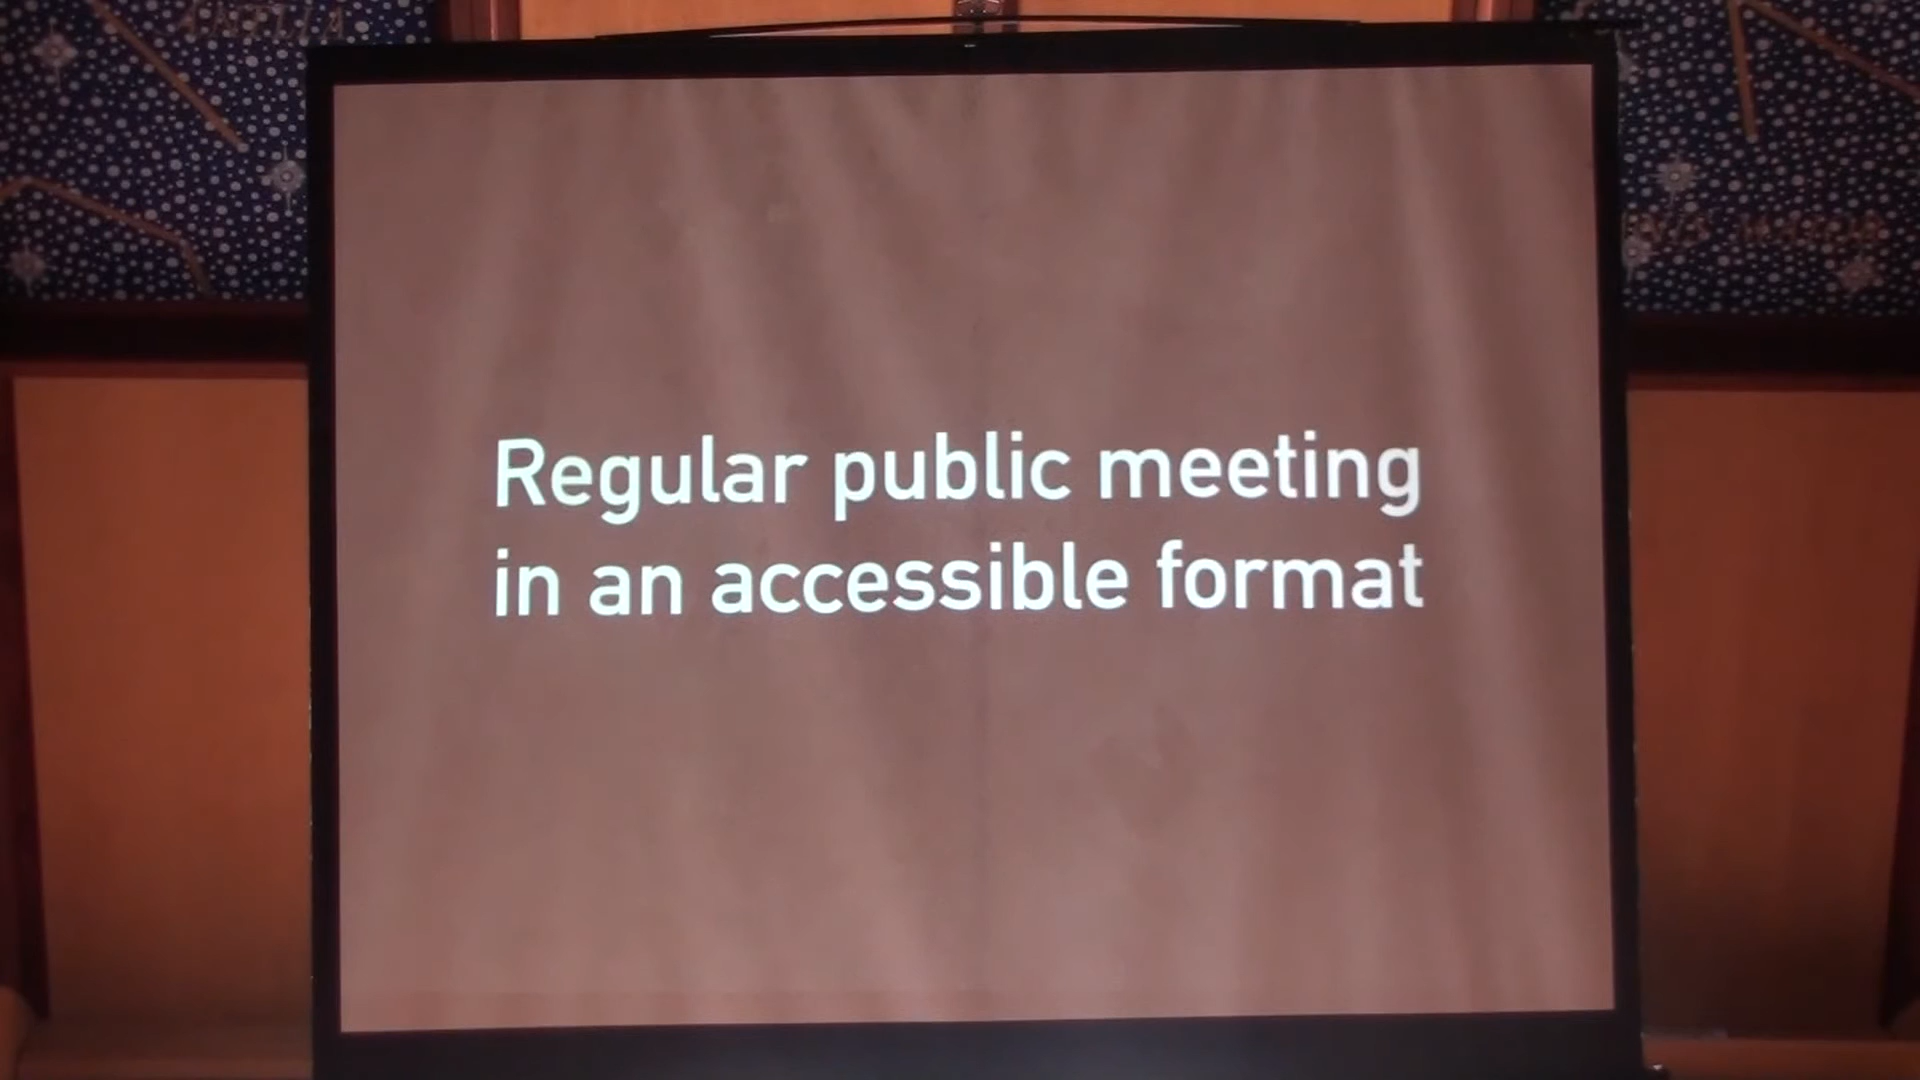 Regular public meeting
in an accessible format